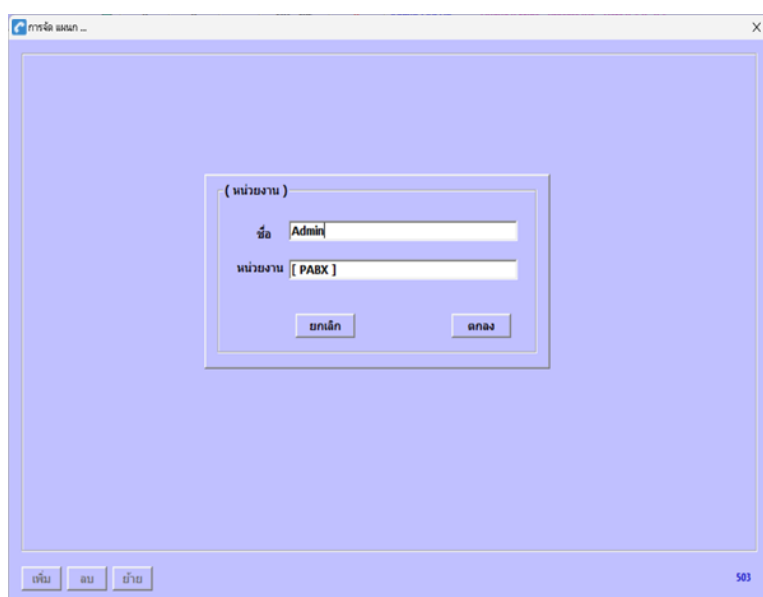 การจัด แผนก ...
( หน่วยงาน )
ชื่อ Admin
หน่วยงาน [ PABX ]
ยกเลิก ตกลง
เพิ่ม ลบ ย้าย 503